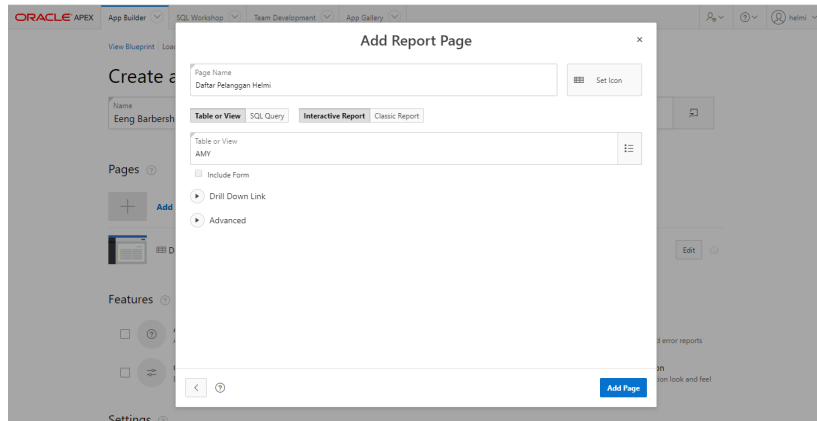 ORACLE APEX App Builder SQL Workshop Team Development App Gallery helmi
View Blueprint Load
Add Report Page
Create a
Page Name
Daftar Pelanggan Helmi
Set Icon
Name
Eeng Barbersh
Table or View SQL Query Interactive Report Classic Report
Table or View
AMY
Include Form
Pages
Drill Down Link
Add
Advanced
D
Edit
Features
d error reports
on
ion look and feel
Add Page
Settings